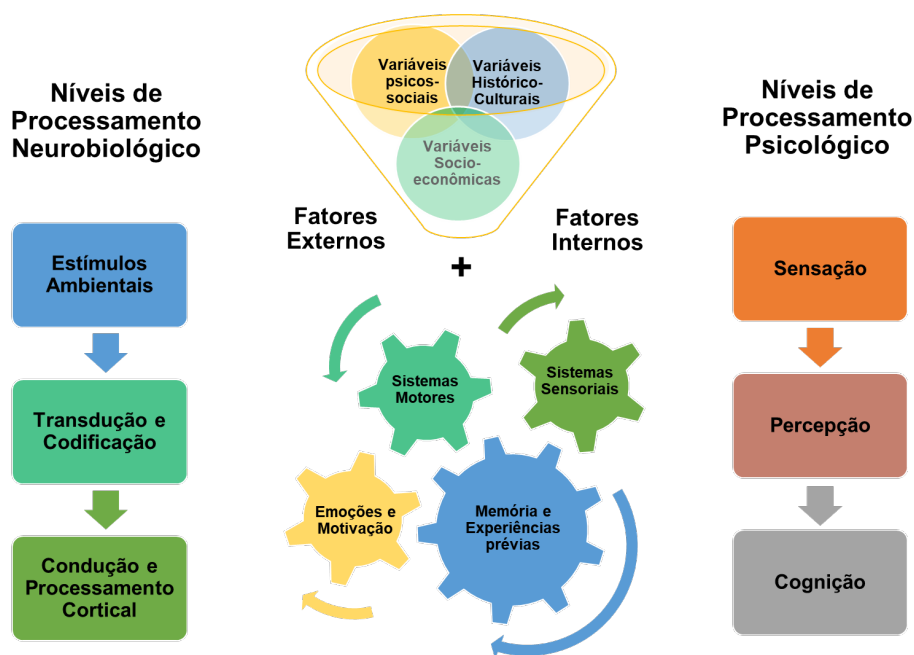 Níveis de
Processamento
Neurobiológico
Estímulos
Ambientais
Transdução e
Codificação
Condução e
Processamento
Cortical
Variáveis
psicos-
sociais
Variáveis
Histórico-
Culturais
Variáveis
Socio-
econômicas
Fatores
Externos
Fatores
Internos
+
Sistemas
Motores
Sistemas
Sensoriais
Emoções e
Motivação
Memória e
Experiências
prévias
Níveis de
Processamento
Psicológico
Sensação
Percepção
Cognição